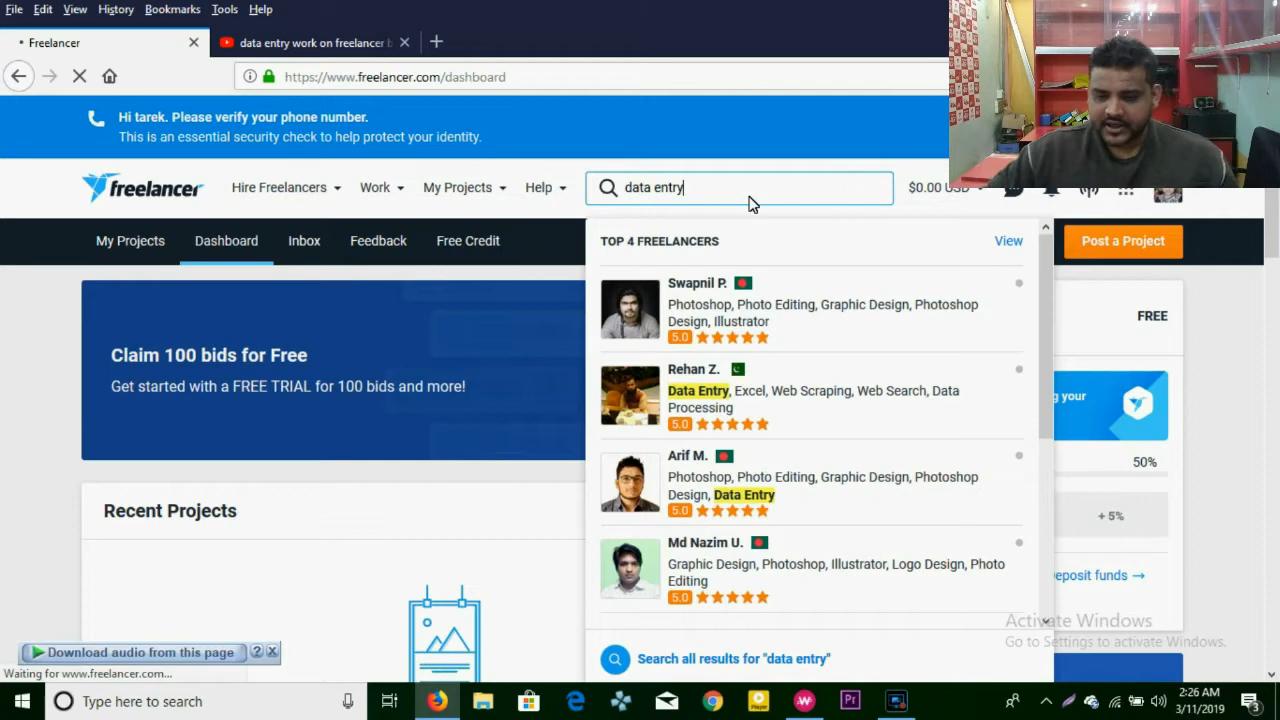 File Edit View History Bookmarks Tools Help
Freelancer
data entry work on freelancer b
https://www.freelancer.com/dashboard
Hi tarek. Please verify your phone number.
This is an essential security check to help protect your identity.
freelancer Hire Freelancers Work My Projects Help data entry $0.00 USD
My Projects Dashboard Inbox Feedback Free Credit Post a Project
TOP 4 FREELANCERS View
Swapnil P.
Photoshop, Photo Editing, Graphic Design, Photoshop
Design, Illustrator
5.0
Rehan Z.
Data Entry, Excel, Web Scraping, Web Search, Data
Processing
5.0
Arif M.
Photoshop, Photo Editing, Graphic Design, Photoshop
Design, Data Entry
5.0
Md Nazim U.
Graphic Design, Photoshop, Illustrator, Logo Design, Photo
Editing
5.0
Search all results for "data entry"
Claim 100 bids for Free
Get started with a FREE TRIAL for 100 bids and more!
Recent Projects
FREE
50%
+ 5%
Deposit funds →
Activate Windows
Go to Settings to activate Windows.
Download audio from this page ? X
Waiting for www.freelancer.com...
Type here to search
Player
Pr
2:26 AM
3/11/2019
3